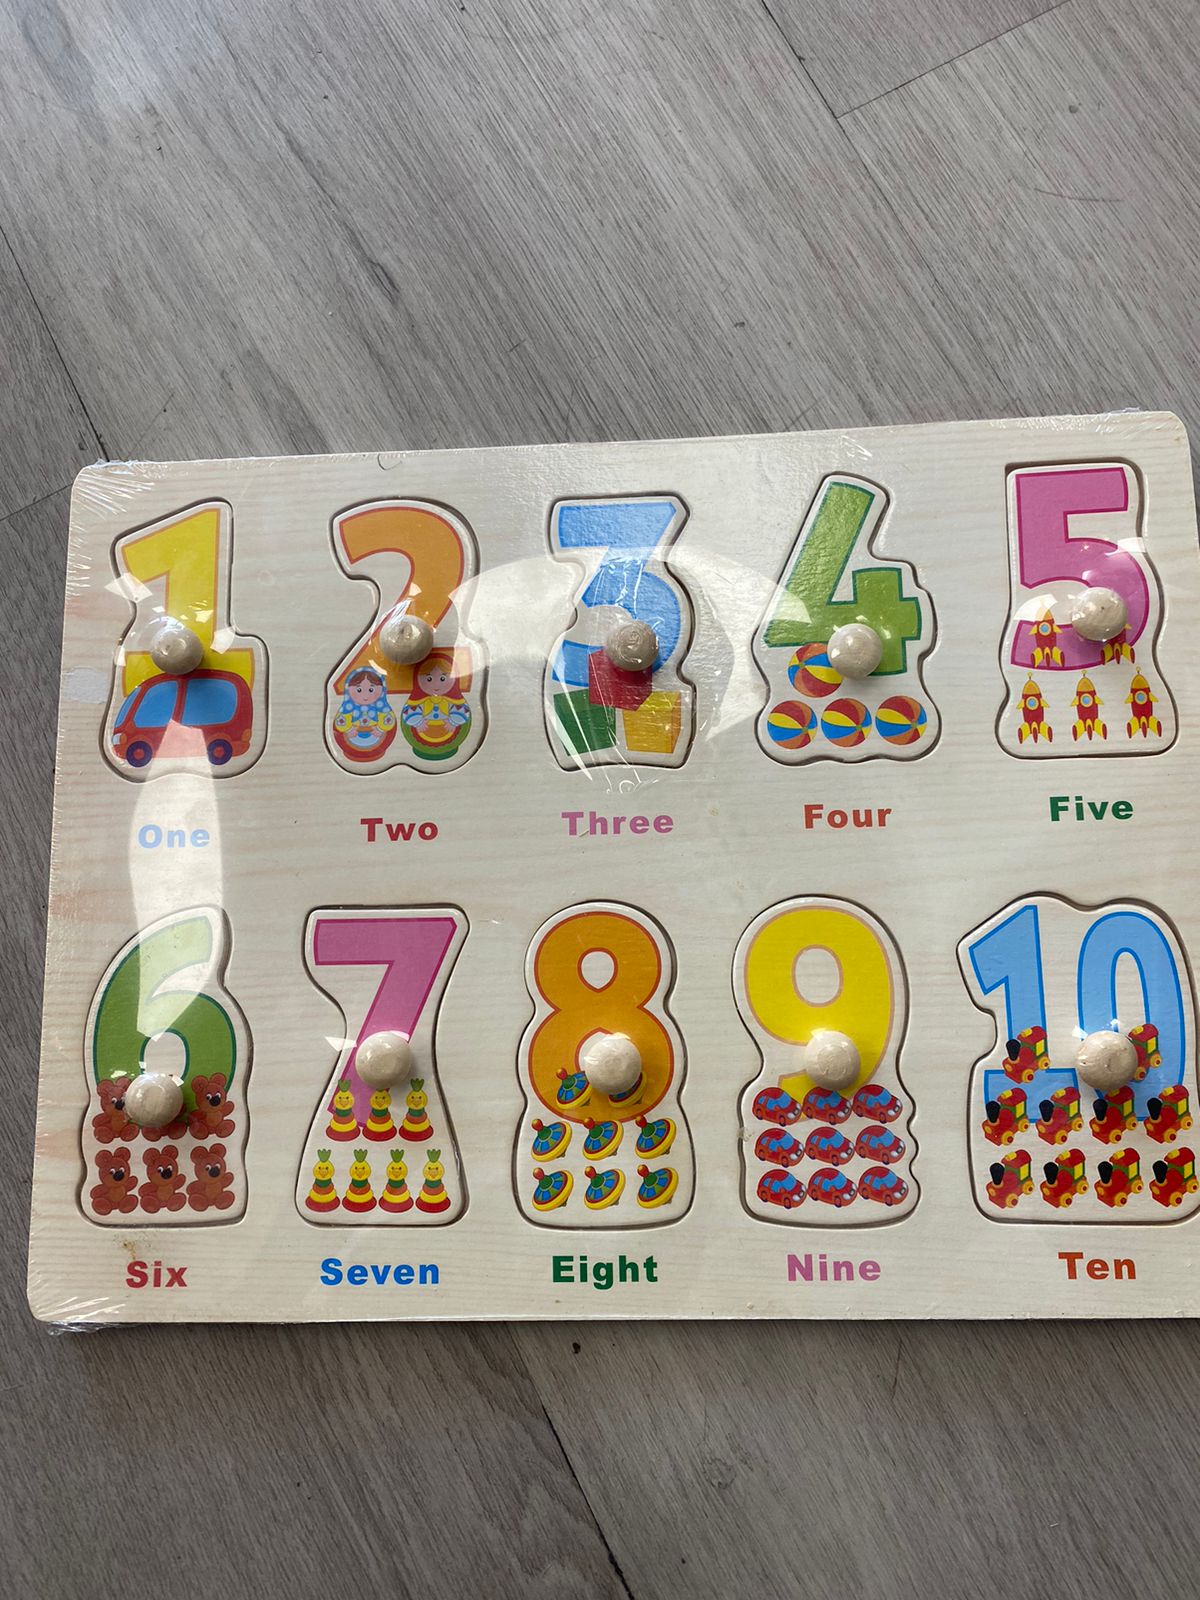 1 2 3 4 5
One Two Three Four Five
6 7 8 9 10
Six Seven Eight Nine Ten